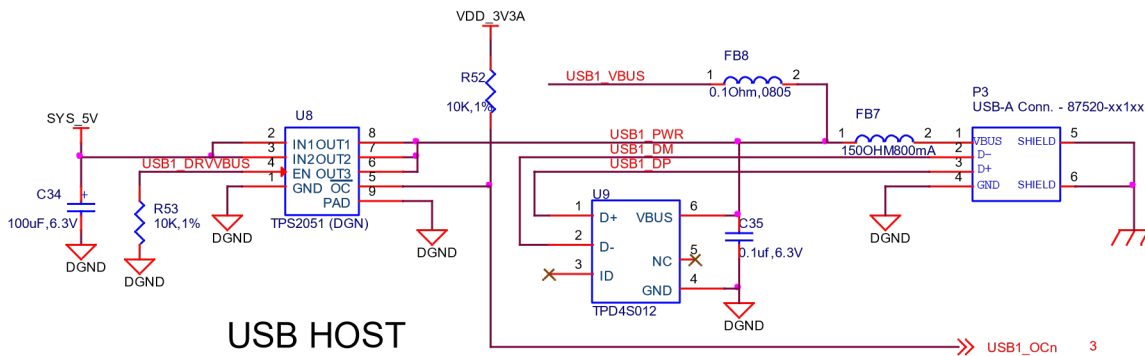 VDD_3V3A
FB8
R52
10K,1%
USB1_VBUS
1
2
0.1Ohm,0805
P3
USB-A Conn. - 87520-xx1xx
SYS_5V
U8
FB7
2
3
4
1
IN1 OUT1
IN2 OUT2
EN OUT3
GND OC
PAD
8
7
6
5
9
TPS2051 (DGN)
USB1_DRVVBUS
USB1_PWR
USB1_DM
USB1_DP
1
2
150OHM800mA
1
2
3
4
VBUS
D-
D+
GND
SHIELD
SHIELD
5
6
C34
+
100uF,6.3V
R53
10K,1%
DGND
DGND
DGND
DGND
U9
1
2
3
D+
D-
ID
VBUS
NC
GND
6
5
4
TPD4S012
C35
0.1uf,6.3V
DGND
DGND
USB HOST
USB1_OCn 3